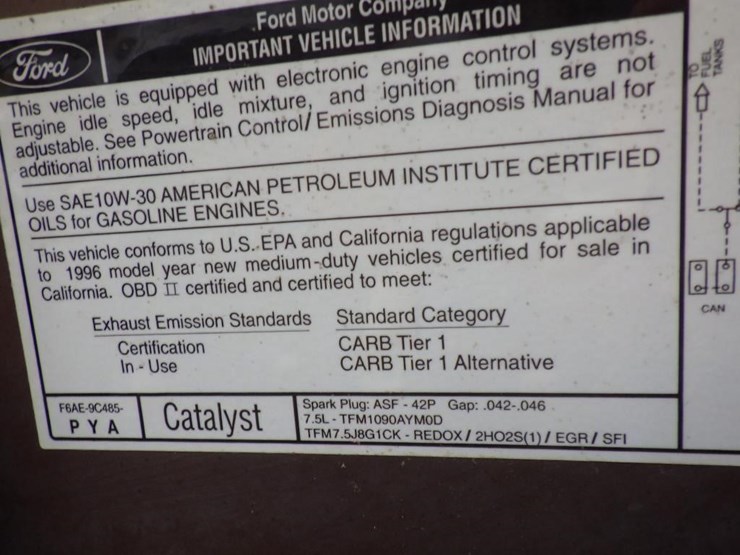 Ford
Ford Motor Company
IMPORTANT VEHICLE INFORMATION
This vehicle is equipped with electronic engine control systems.
Engine idle speed, idle mixture, and ignition timing are not
adjustable. See Powertrain Control/Emissions Diagnosis Manual for
additional information.
Use SAE10W-30 AMERICAN PETROLEUM INSTITUTE CERTIFIED
OILS for GASOLINE ENGINES.
This vehicle conforms to U.S. EPA and California regulations applicable
to 1996 model year new medium-duty vehicles certified for sale in
California. OBD II certified and certified to meet:
Exhaust Emission Standards Standard Category
Certification CARB Tier 1
In - Use CARB Tier 1 Alternative
F6AE-9C485-
PYA
Catalyst
Spark Plug: ASF - 42P Gap: .042-.046
7.5L - TFM1090AYM0D
TFM7.5J8G1CK - REDOX / 2HO2S(1) / EGR / SFI
TO
FUEL
TANKS
CAN